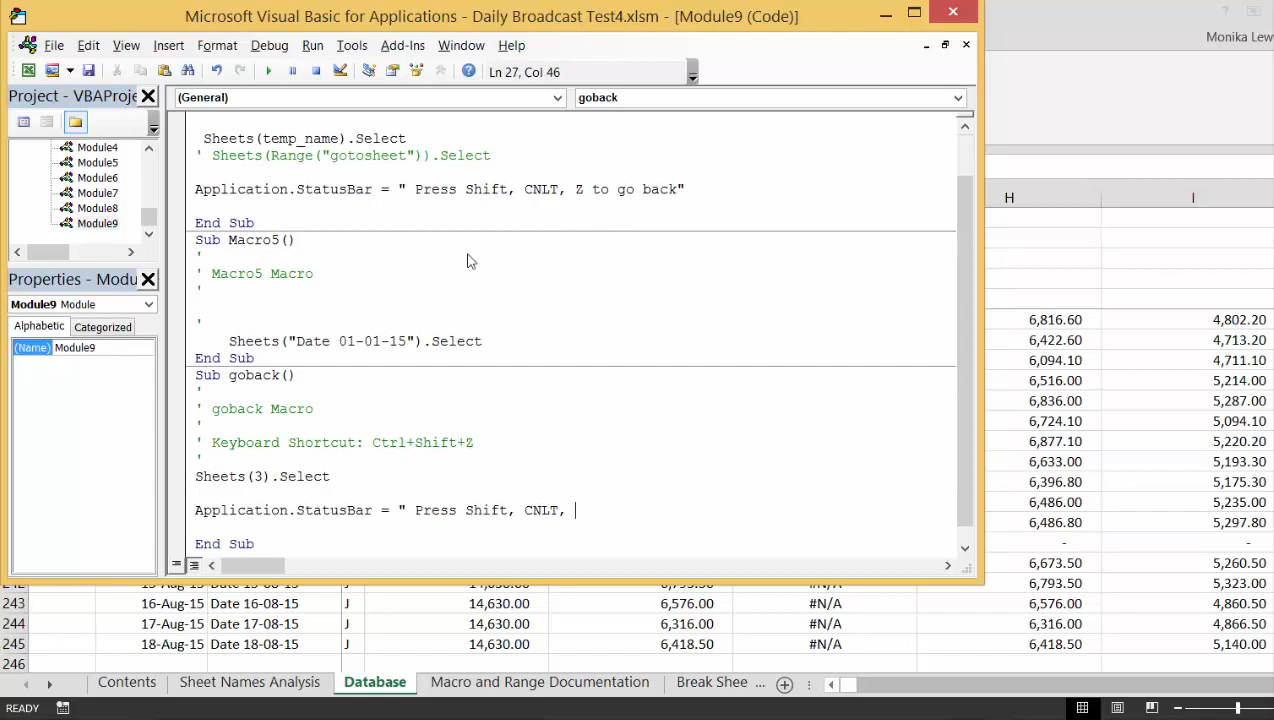 Microsoft Visual Basic for Applications - Daily Broadcast Test4.xlsm - [Module9 (Code)]
Monika Lew
File Edit View Insert Format Debug Run Tools Add-Ins Window Help
Ln 27, Col 46
Project - VBAProje
(General)
goback
Module4
Module5
Module6
Module7
Module8
Module9
Properties - Modu
Module9 Module
Alphabetic Categorized
(Name) Module9
Sheets(temp_name).Select
' Sheets(Range("gotosheet")).Select
Application.StatusBar = " Press Shift, CNLT, Z to go back"
End Sub
Sub Macro5()
'
' Macro5 Macro
'
'
Sheets("Date 01-01-15").Select
End Sub
Sub goback()
'
' goback Macro
'
' Keyboard Shortcut: Ctrl+Shift+Z
'
Sheets(3).Select
Application.StatusBar = " Press Shift, CNLT,
End Sub
H I
6,816.60 4,802.20
6,422.60 4,713.20
6,094.10 4,711.10
6,516.00 5,214.00
6,836.00 5,287.00
6,724.10 5,094.10
6,877.10 5,220.20
6,633.00 5,193.30
6,396.80 5,175.30
6,486.00 5,235.00
6,486.80 5,297.80
- -
6,673.50 5,260.50
6,793.50 5,323.00
243 16-Aug-15 Date 16-08-15 J 14,630.00 6,576.00 #N/A 6,576.00 4,860.50
244 17-Aug-15 Date 17-08-15 J 14,630.00 6,316.00 #N/A 6,316.00 4,866.50
245 18-Aug-15 Date 18-08-15 J 14,630.00 6,418.50 #N/A 6,418.50 5,140.00
246
Contents Sheet Names Analysis Database Macro and Range Documentation Break Shee ...
READY